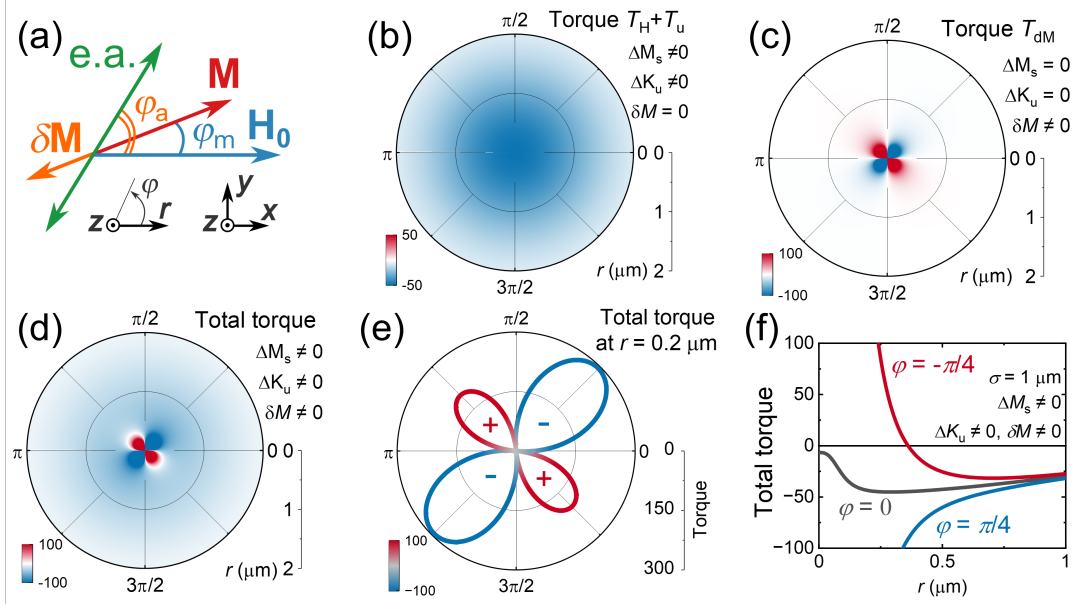 (a)
e.a.
M
φa
δM
φm
H0
φ
r
z
y
z
x
(b)
π/2
Torque TH+Tu
ΔMs ≠0
ΔKu ≠0
δM = 0
π
0 0
1
50
-50
r (μm) 2
3π/2
(c)
π/2
Torque TdM
ΔMs = 0
ΔKu = 0
δM ≠ 0
π
0 0
1
100
-100
r (μm) 2
3π/2
(d)
π/2
Total torque
ΔMs ≠ 0
ΔKu ≠ 0
δM ≠ 0
π
0 0
1
100
-100
r (μm) 2
3π/2
(e)
π/2
Total torque
at r = 0.2 μm
+
-
π
0 0
-
+
150
Torque
300
3π/2
(f)
100
φ = -π/4
σ = 1 μm
50
ΔMs ≠ 0
ΔKu ≠ 0, δM ≠ 0
0
Total torque
-50
φ = 0
φ = π/4
-100
0 0.25 0.5 1
r (μm)